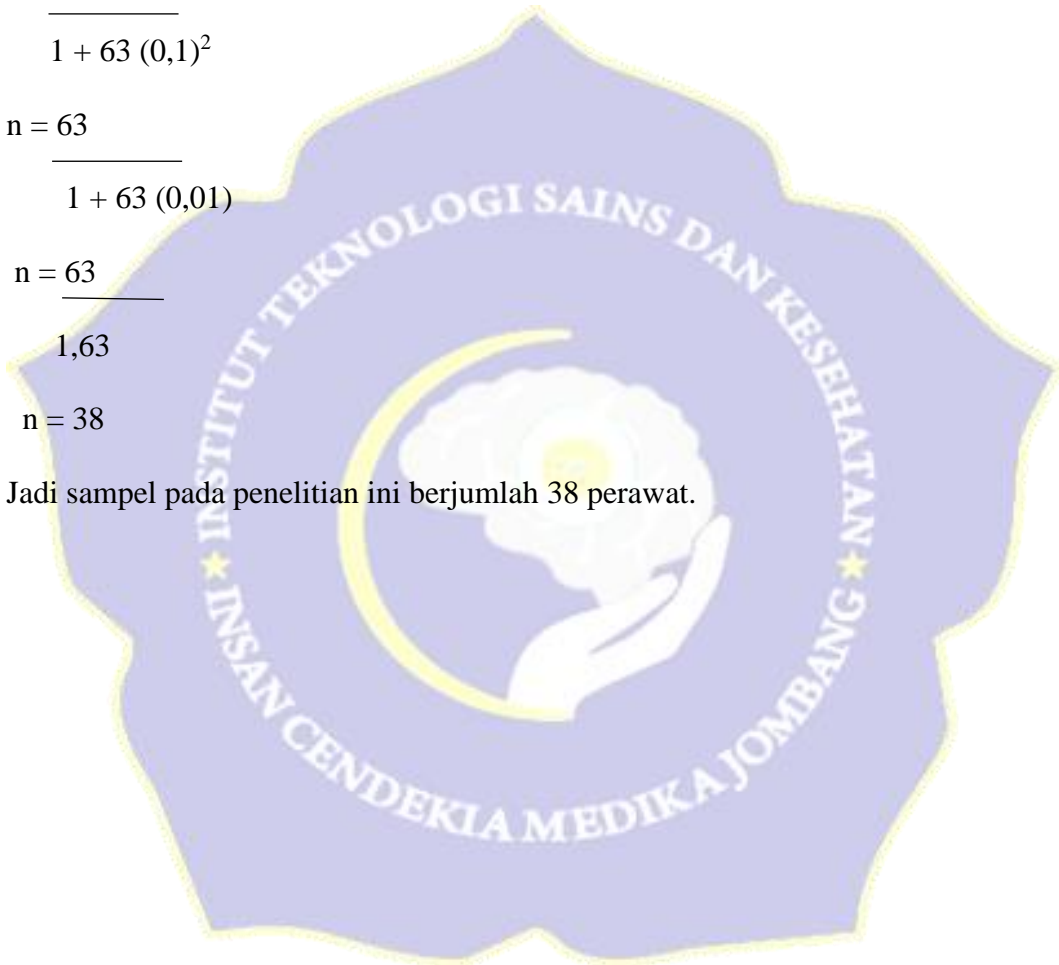 1 + 63 (0,1)²
n = 63
1 + 63 (0,01)
n = 63
1,63
n = 38
Jadi sampel pada penelitian ini berjumlah 38 perawat.
INSTITUT TEKNOLOGI SAINS DAN KESEHATAN
INSAN CENDEKIA MEDIKA JOMBANG